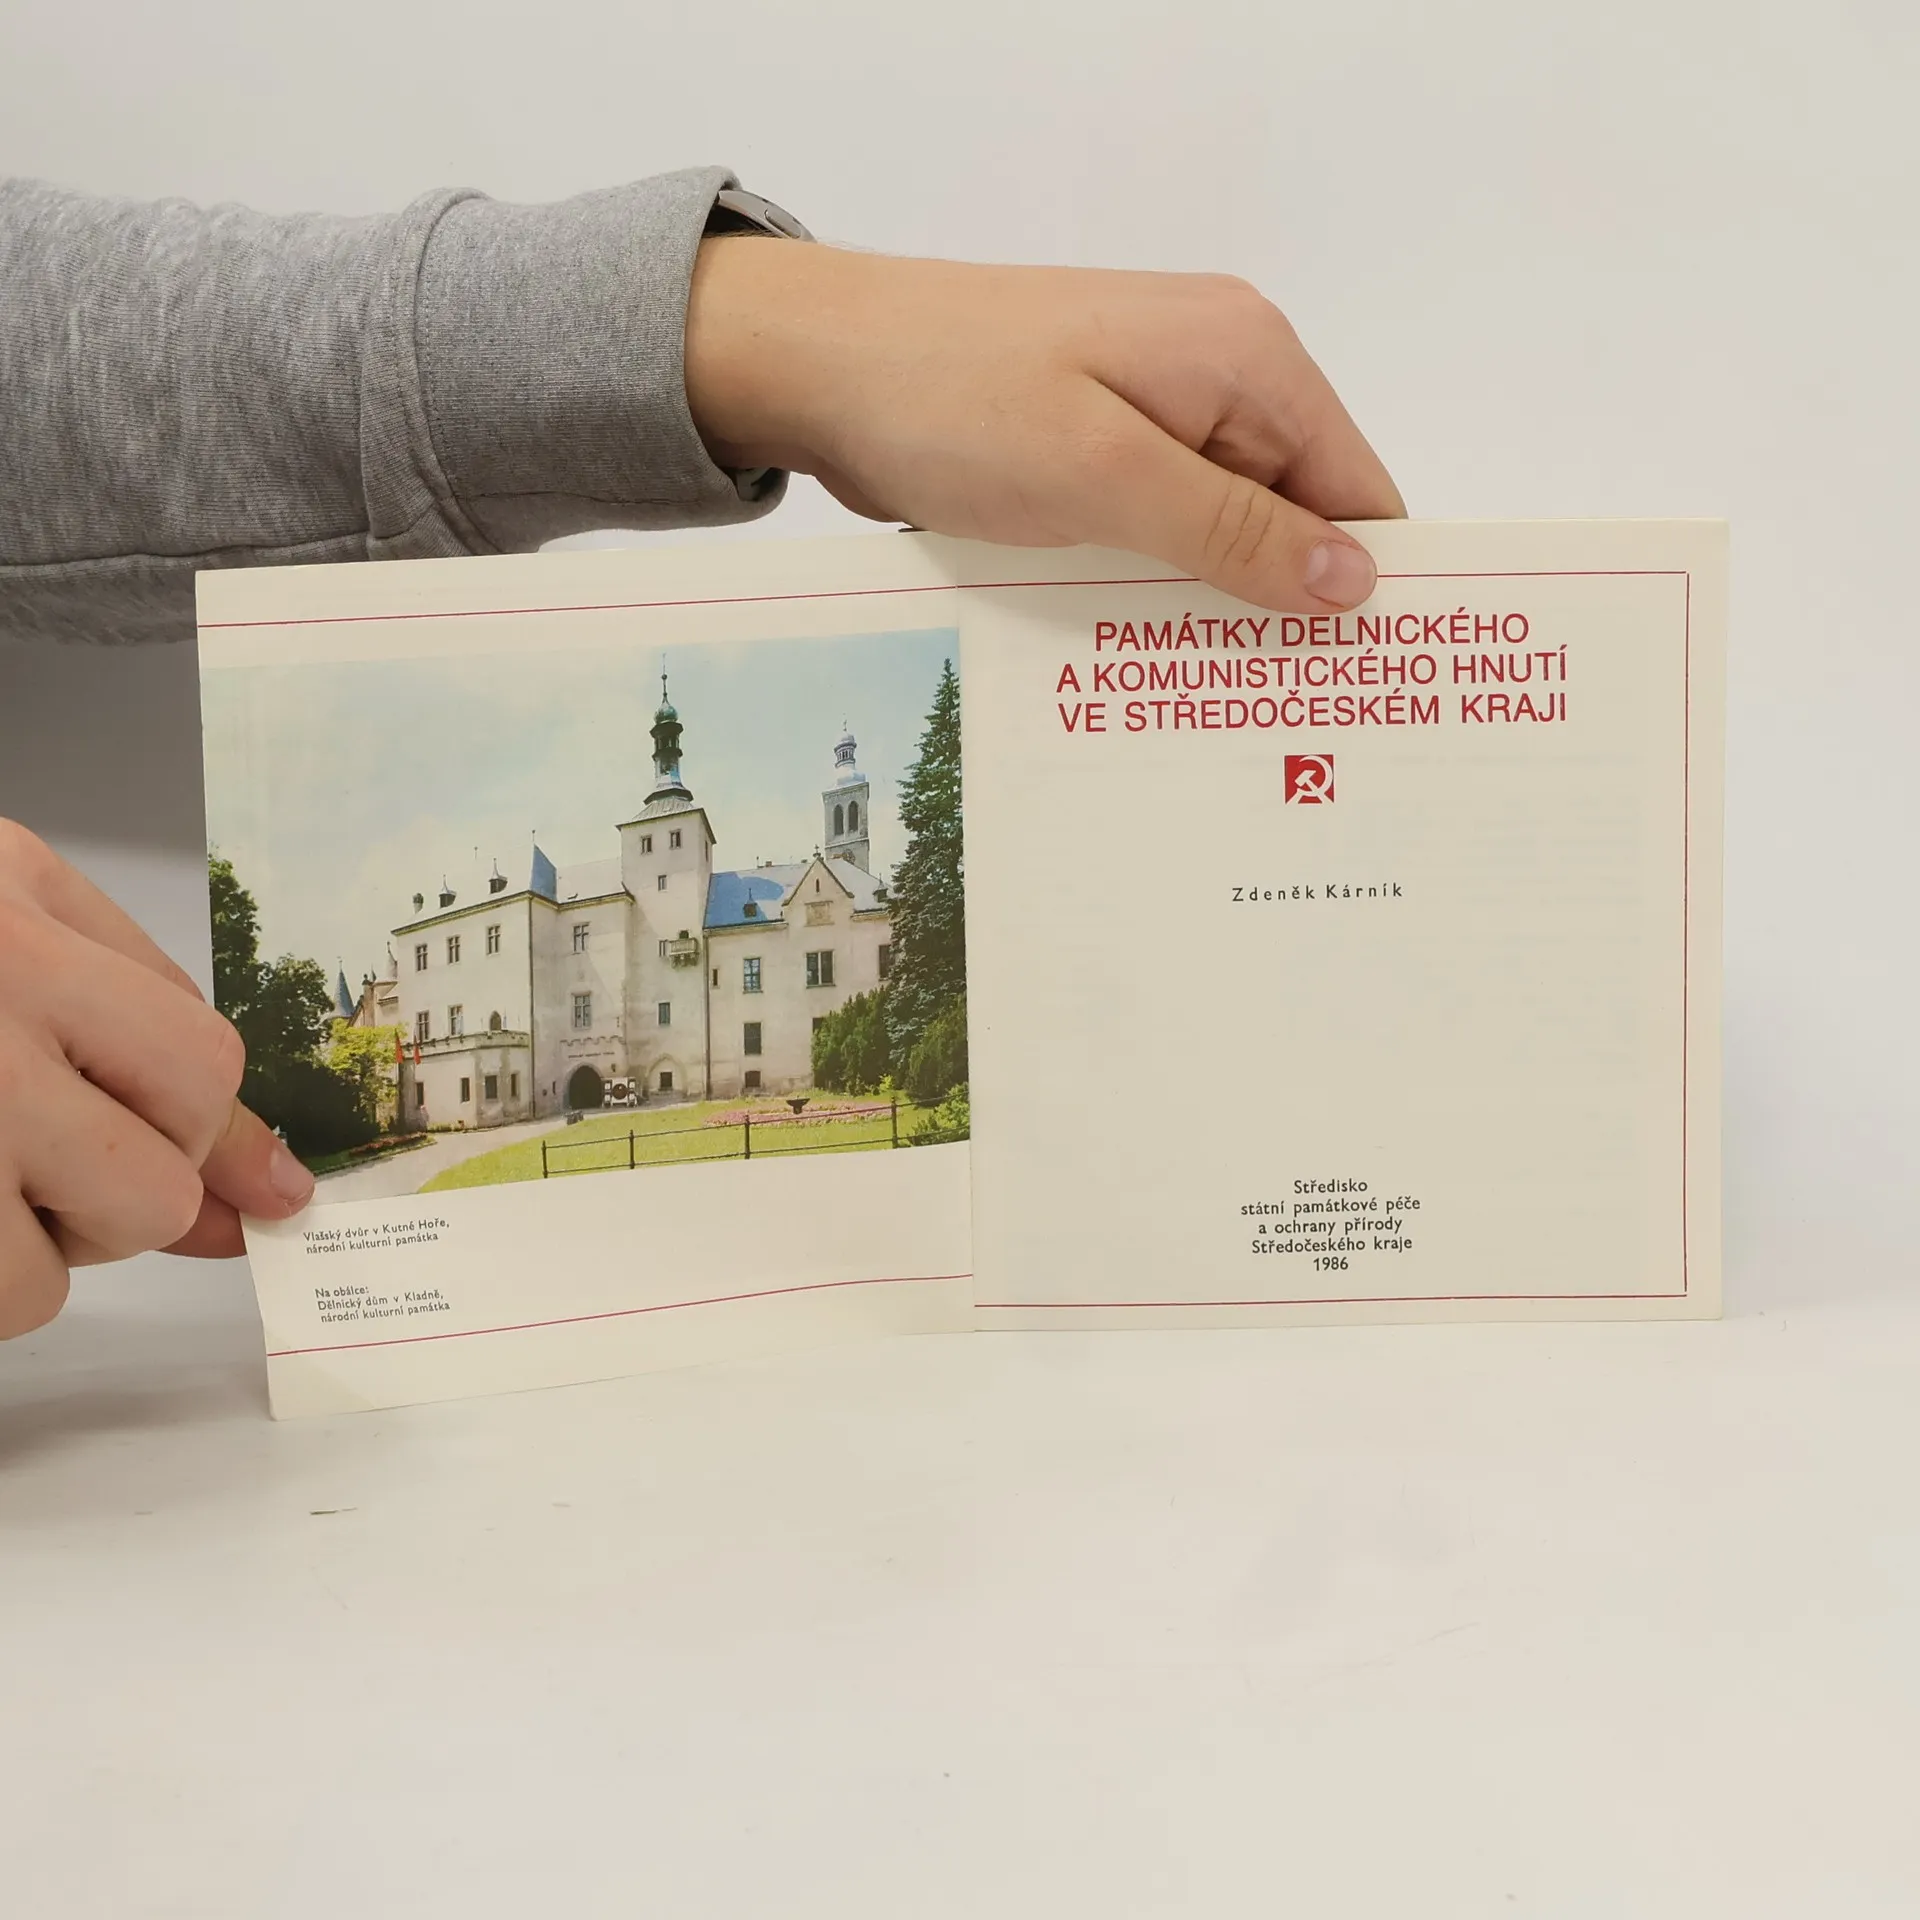 Vlašský dvůr v Kutné Hoře,
národní kulturní památka
Na obálce:
Dělnický dům v Kladně,
národní kulturní památka
PAMÁTKY DELNICKÉHO
A KOMUNISTICKÉHO HNUTÍ
VE STŘEDOČESKÉM KRAJI
Zdeněk Kárník
Středisko
státní památkové péče
a ochrany přírody
Středočeského kraje
1986